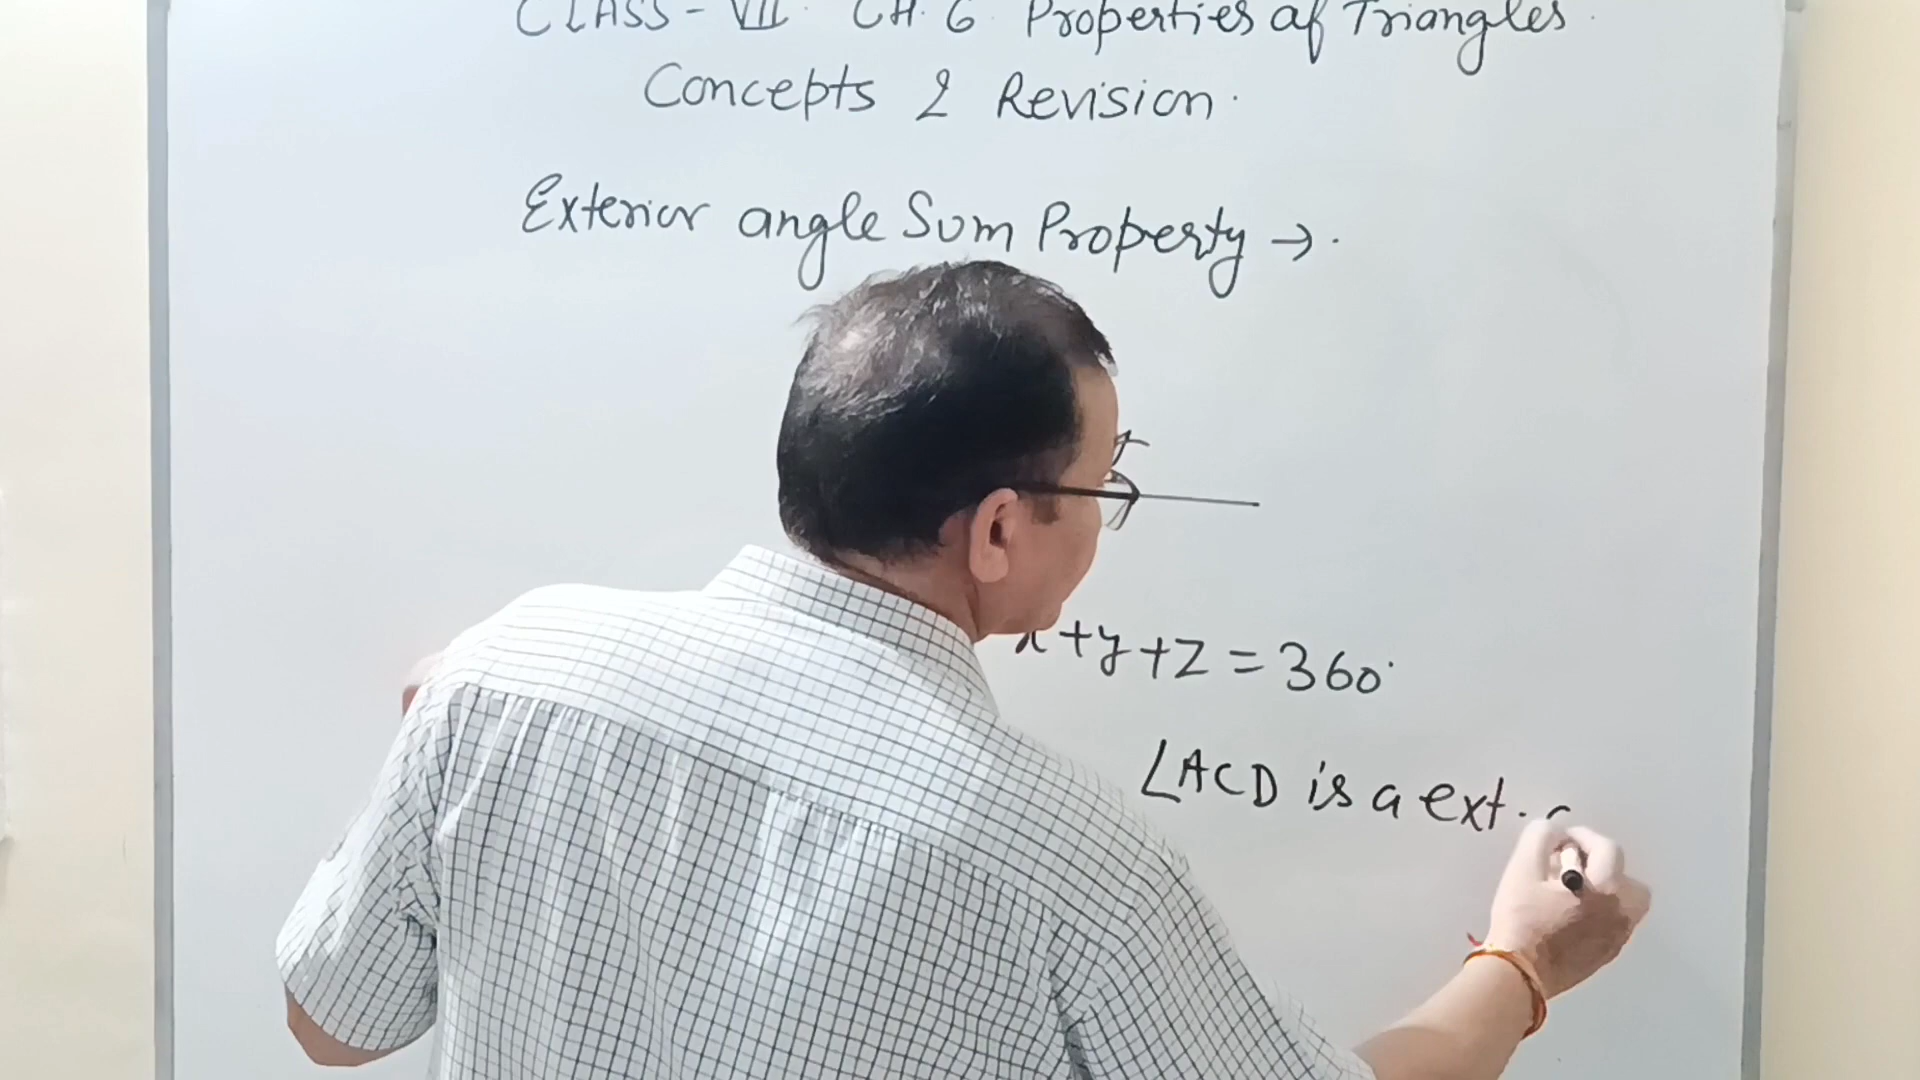 CLASS - VII CH. 6 Properties of Triangles
Concepts & Revision.
Exterior angle Sum Property →
x+y+z=360°
∠ACD is a ext.